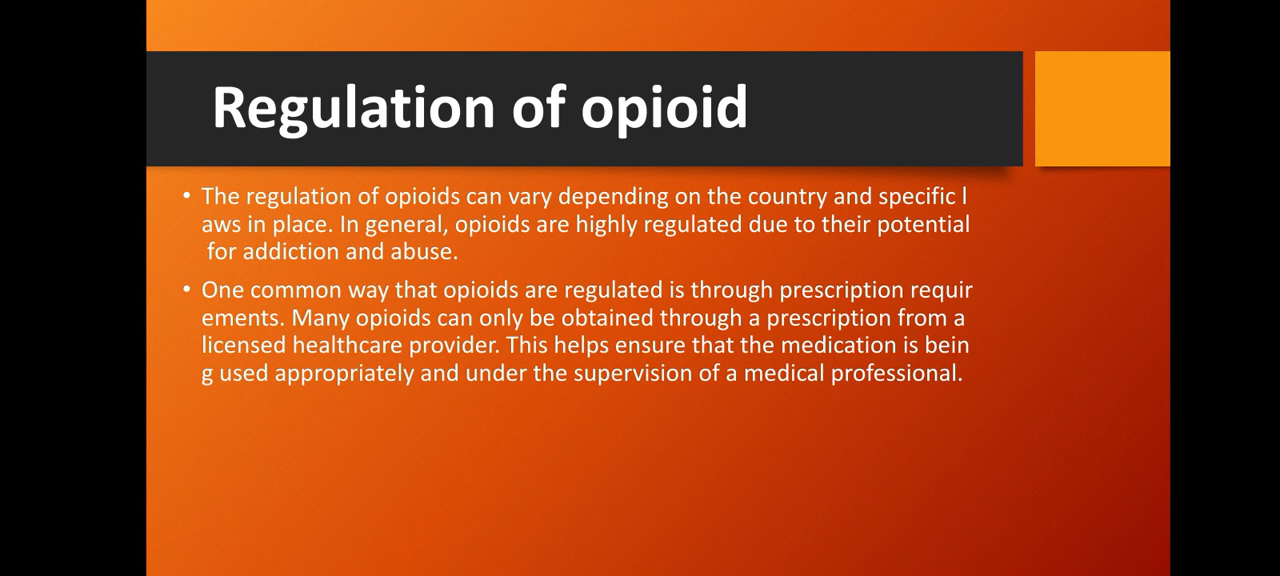 Regulation of opioid
• The regulation of opioids can vary depending on the country and specific l
aws in place. In general, opioids are highly regulated due to their potential
for addiction and abuse.
• One common way that opioids are regulated is through prescription requir
ements. Many opioids can only be obtained through a prescription from a
licensed healthcare provider. This helps ensure that the medication is bein
g used appropriately and under the supervision of a medical professional.